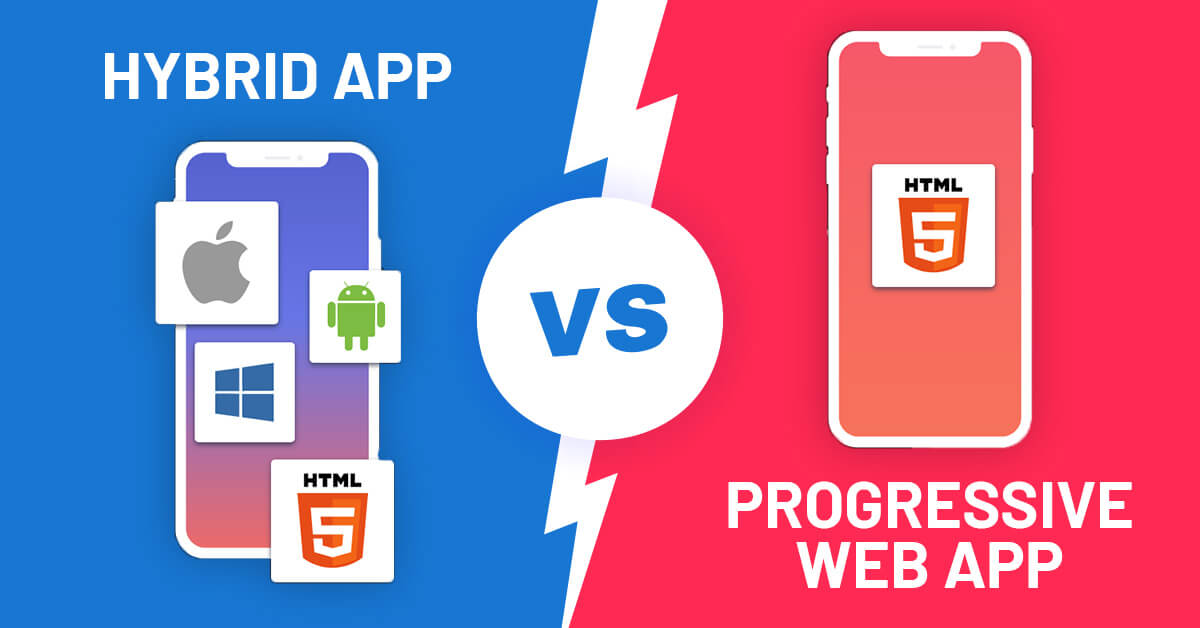 HYBRID APP
HTML
5
HTML
5
VS
PROGRESSIVE
WEB APP